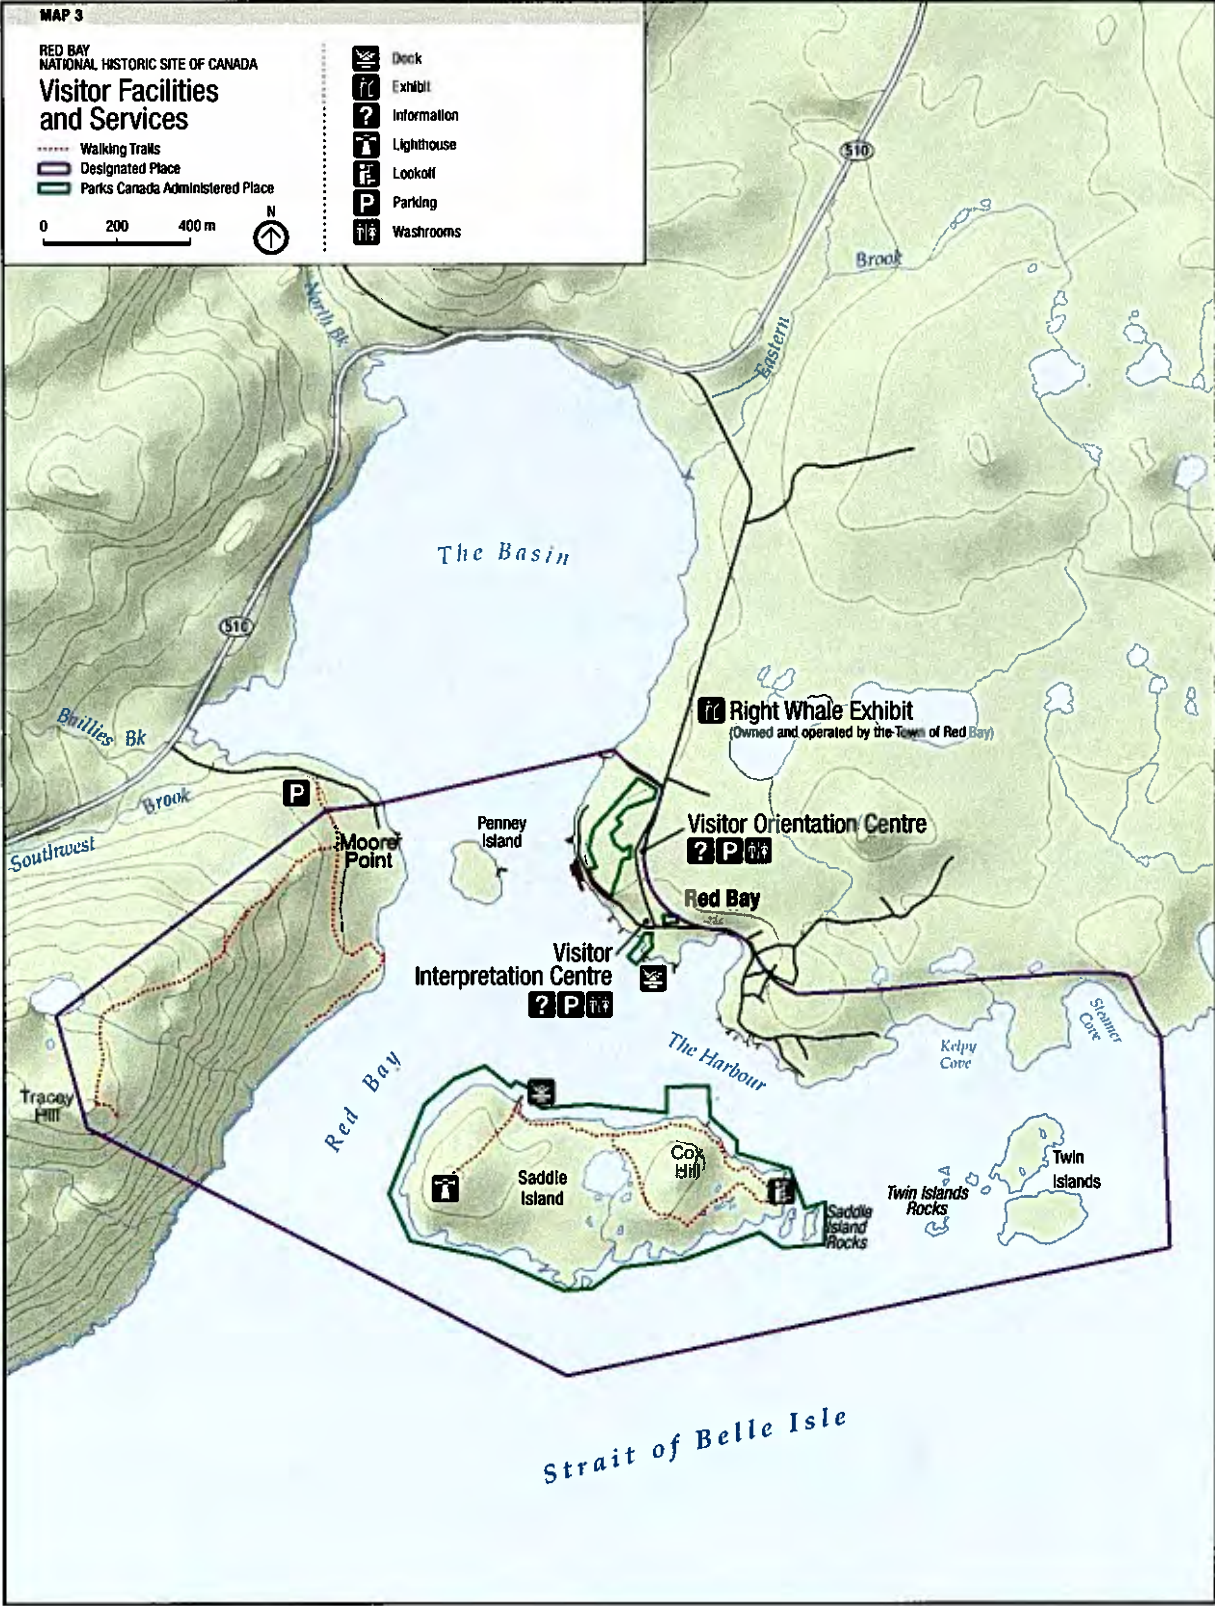 MAP 3
RED BAY
NATIONAL HISTORIC SITE OF CANADA
Visitor Facilities
and Services
Walking Trails
Designated Place
Parks Canada Administered Place
0 200 400 m
N
Dock
Exhibit
? Information
Lighthouse
Lookoff
P Parking
Washrooms
510
Brook
North Bk
Eastern
The Basin
510
Right Whale Exhibit
(Owned and operated by the Town of Red Bay)
Baillies Bk
P
Brook
Southwest
Moore
Point
Penney
Island
Visitor Orientation Centre
? P
Red Bay
Visitor
Interpretation Centre
? P
Steamer
Cove
Kelpy
Cove
The Harbour
Red Bay
Tracey
Hill
Cox
Hill
Saddle
Island
Twin
Islands
Twin Islands
Rocks
Saddle
Island
Rocks
Strait of Belle Isle